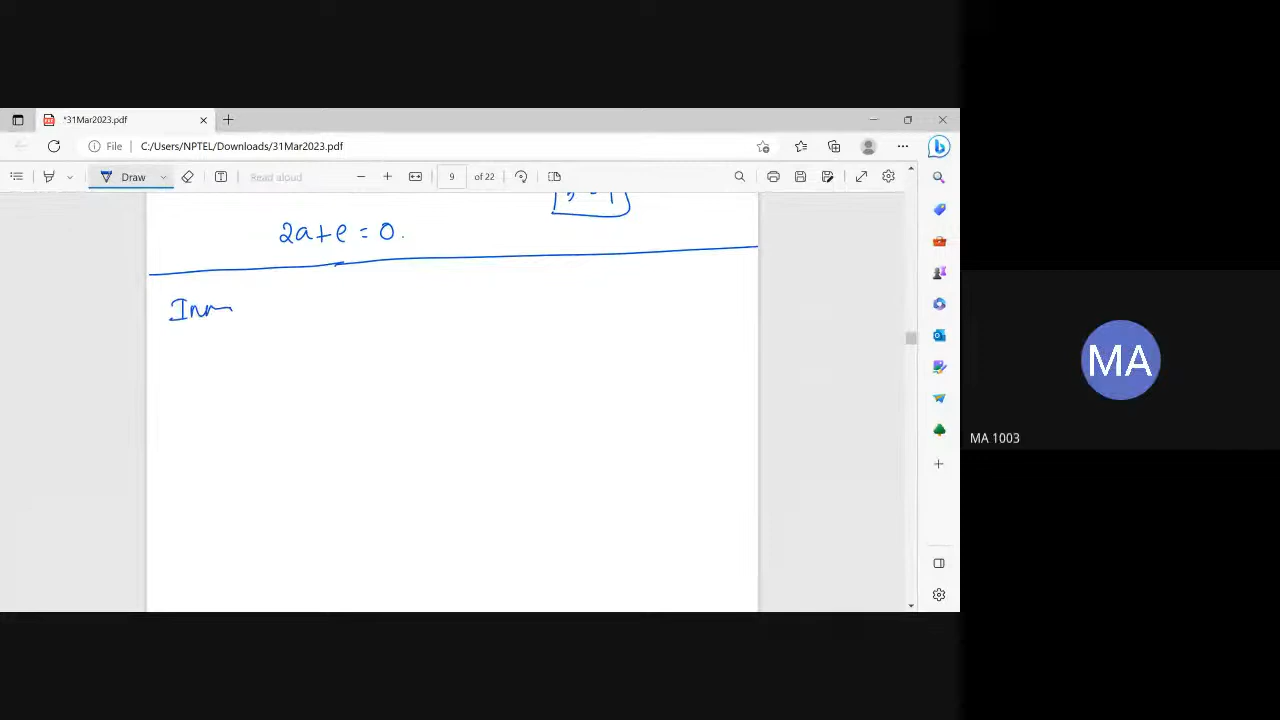 *31Mar2023.pdf
File C:/Users/NPTEL/Downloads/31Mar2023.pdf
Draw Read aloud 9 of 22
2a+e = 0.
Inn
MA
MA 1003